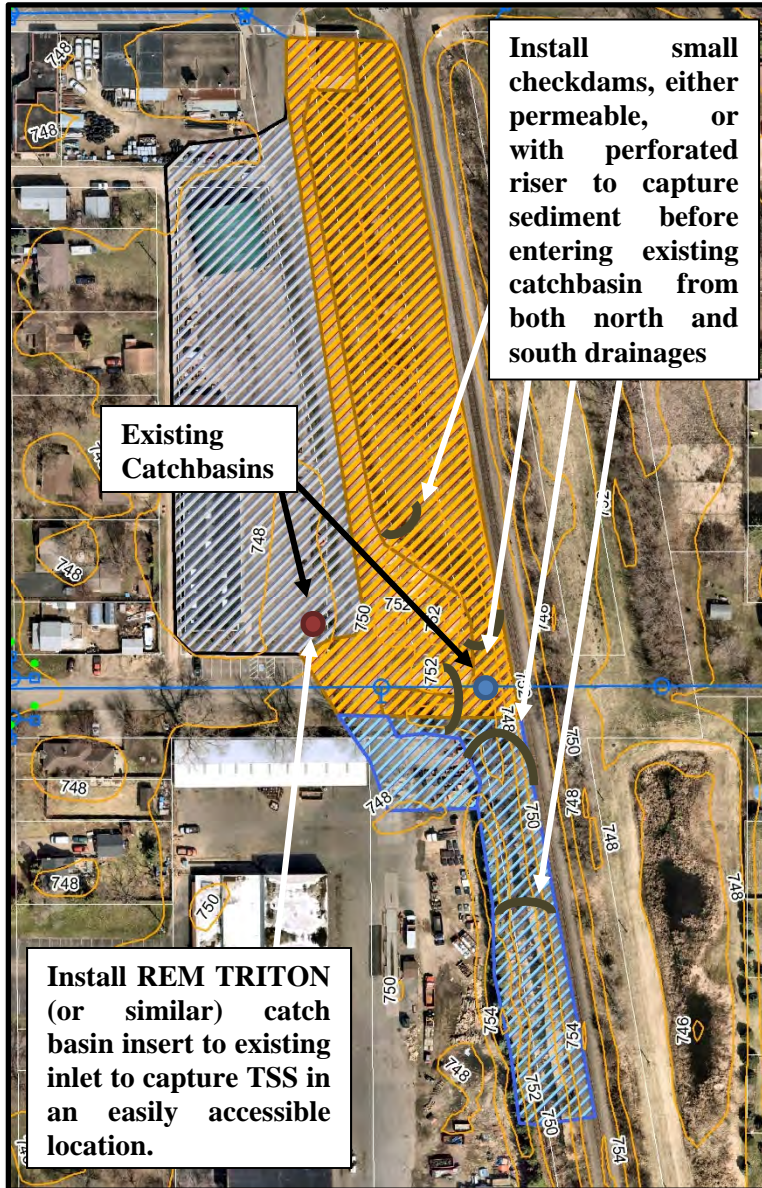 Install small
checkdams, either
permeable, or
with perforated
riser to capture
sediment before
entering existing
catchbasin from
both north and
south drainages
Existing
Catchbasins
Install REM TRITON
(or similar) catch
basin insert to existing
inlet to capture TSS in
an easily accessible
location.
748
748
748
748
748
750
752
752
752
748
748
750
750
748
748
748
748
748
750
750
754
754
748
746
752
750
754